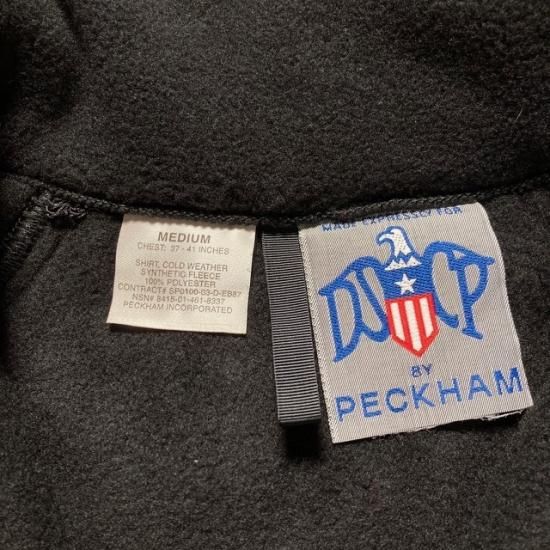 MEDIUM
CHEST: 37 - 41 INCHES
SHIRT, COLD WEATHER
SYNTHETIC FLEECE
100% POLYESTER
CONTRACT# SP0100-03-D-EB87
NSN# 8415-01-461-8337
PECKHAM INCORPORATED
MADE EXPRESSLY FOR
DSCP
BY
PECKHAM